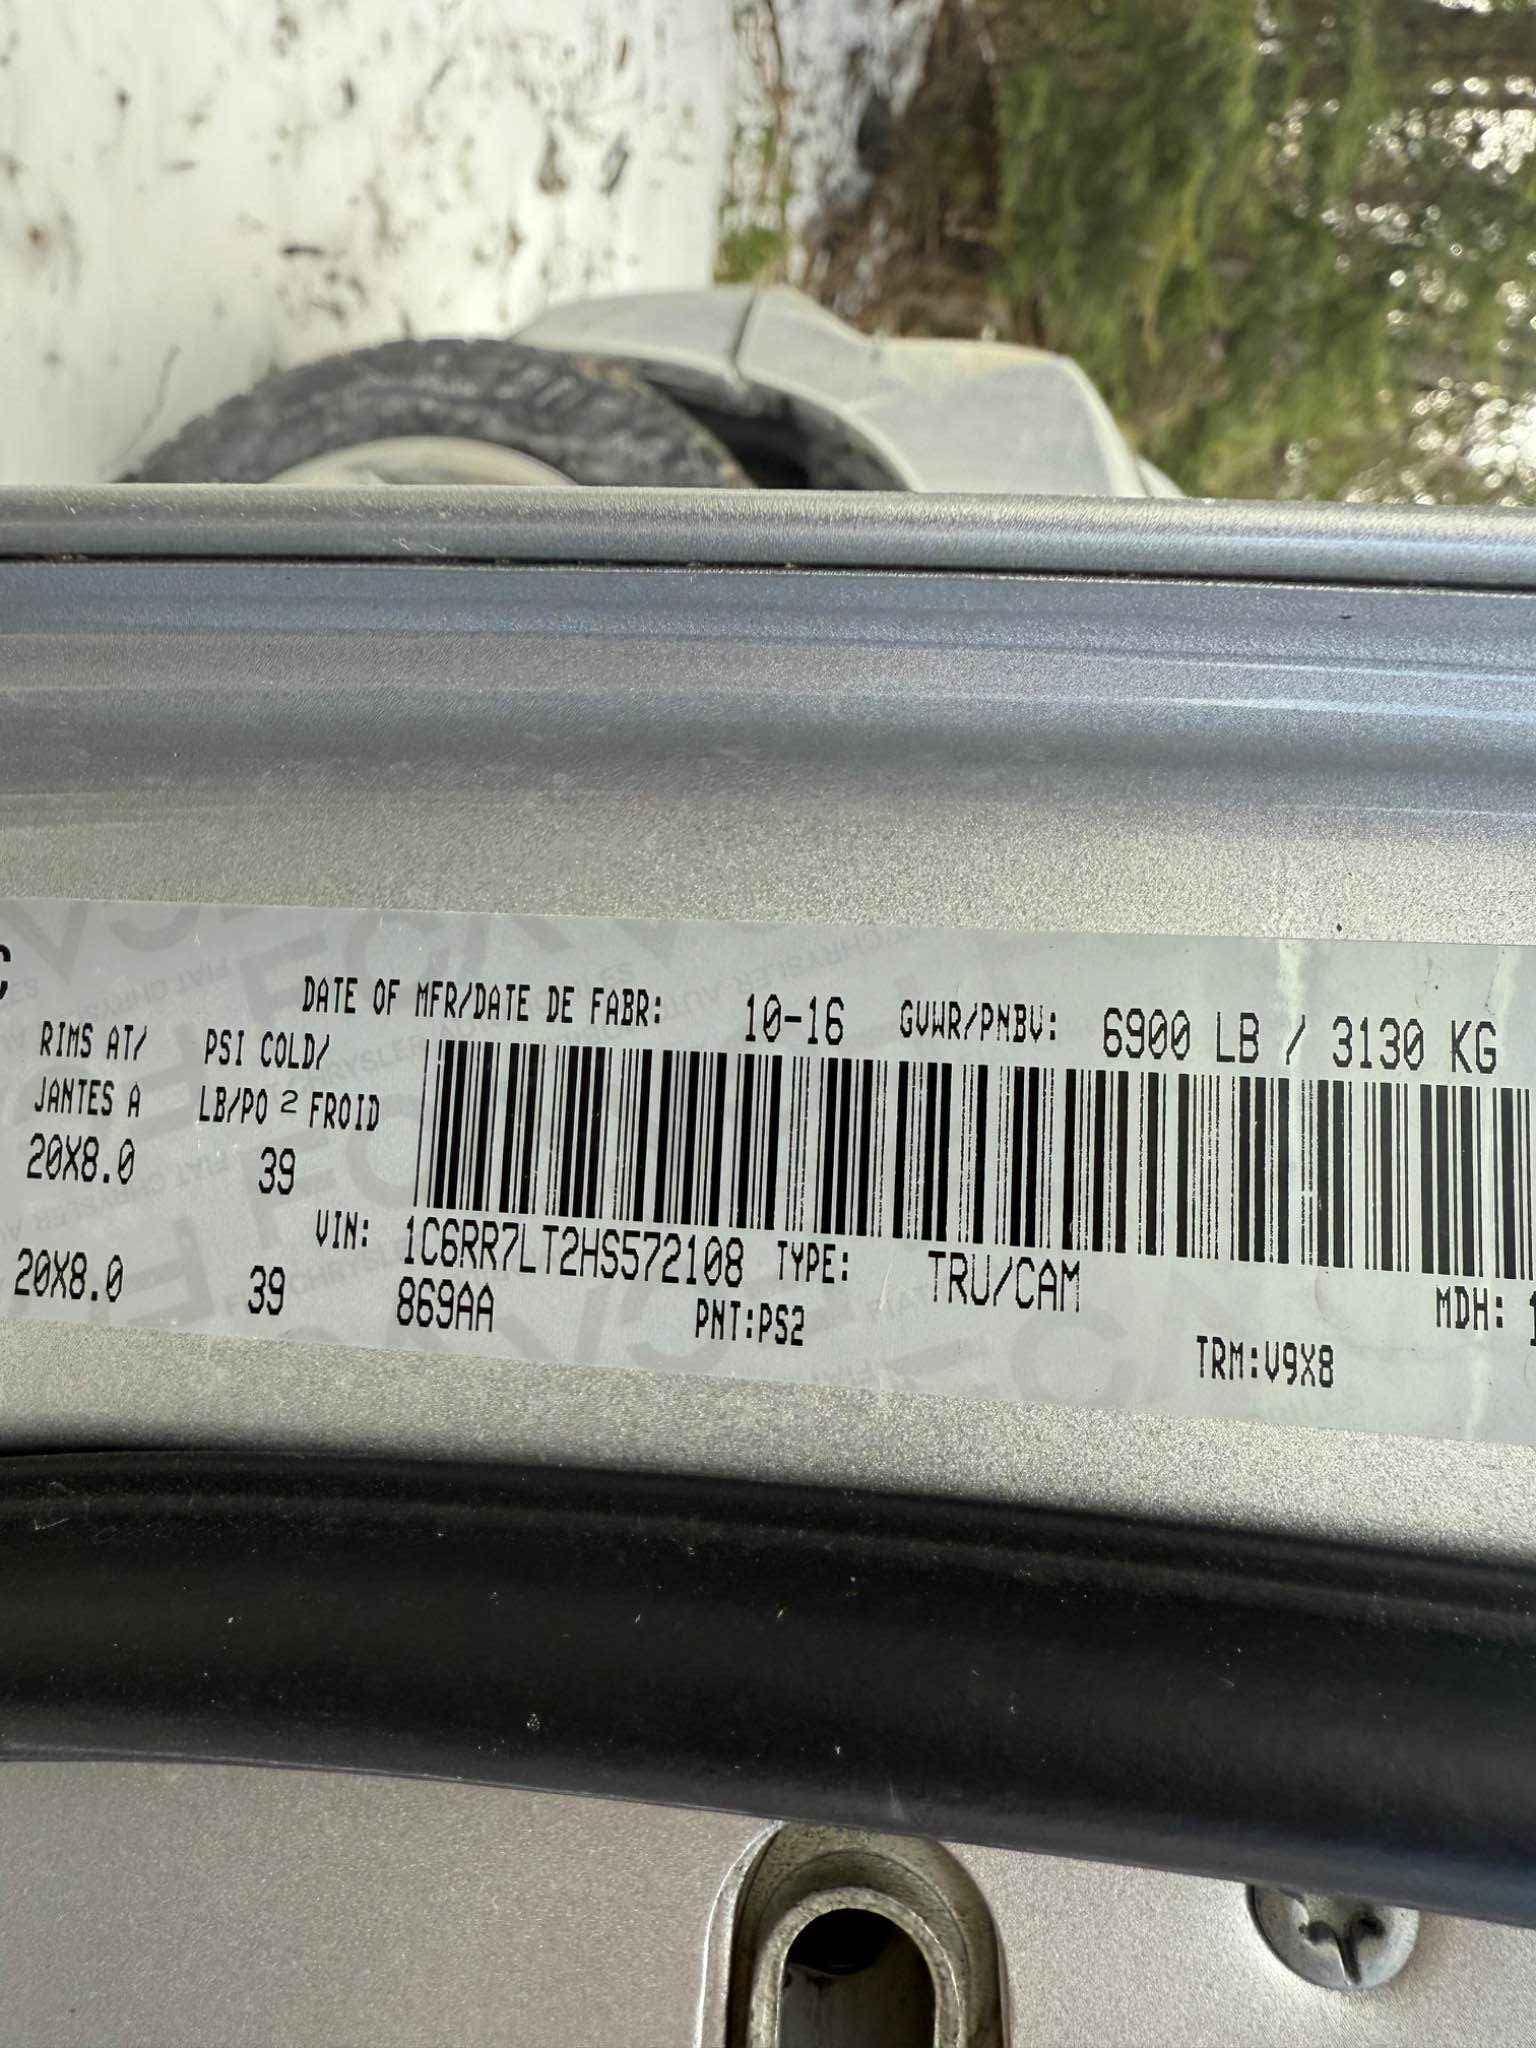 C
DATE OF MFR/DATE DE FABR: 10-16 GVWR/PNBV: 6900 LB / 3130 KG
RIMS AT/ PSI COLD/
JANTES A LB/PO 2 FROID
20X8.0 39
VIN: 1C6RR7LT2HS572108 TYPE: TRU/CAM
20X8.0 39 869AA PNT:PS2 MDH: 1
TRM:V9X8